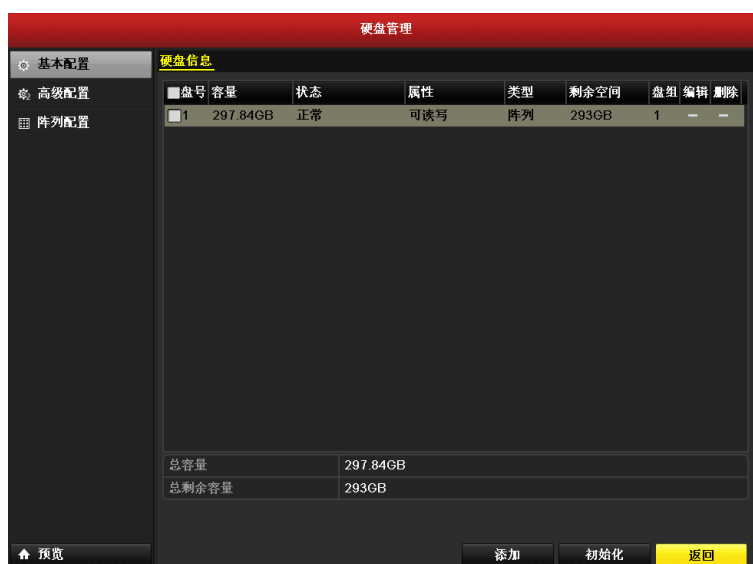 硬盘管理
基本配置
高级配置
阵列配置
硬盘信息
盘号 容量 状态 属性 类型 剩余空间 盘组 编辑 删除
1 297.84GB 正常 可读写 阵列 293GB 1 — —
总容量 297.84GB
总剩余容量 293GB
预览
添加 初始化 返回